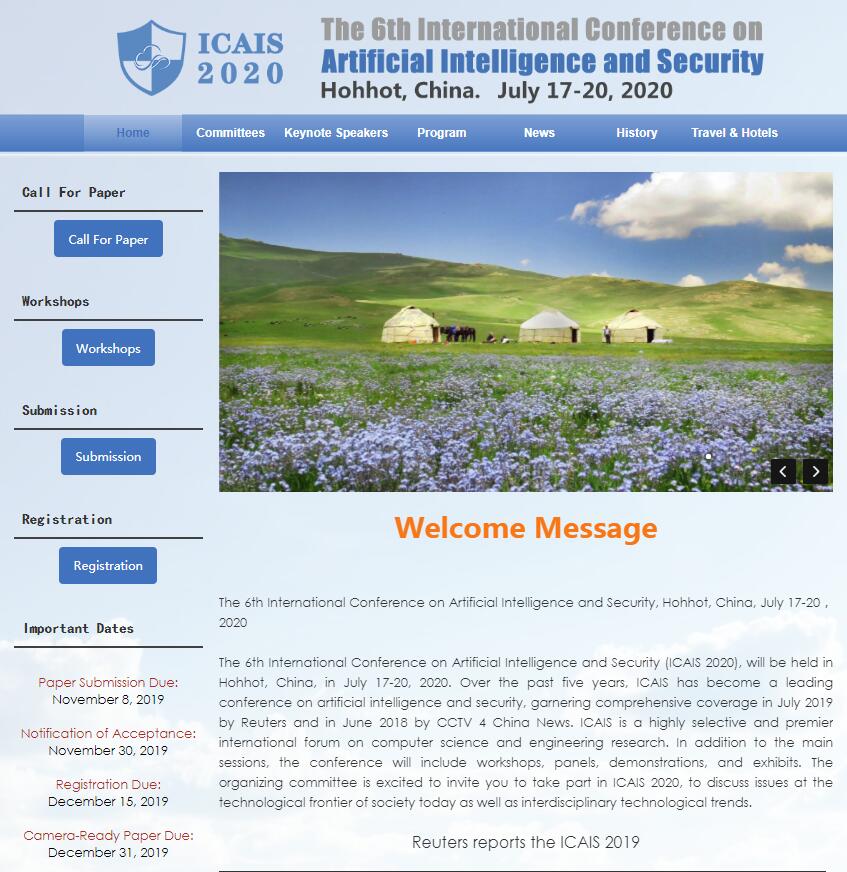 ICAIS
2020
The 6th International Conference on
Artificial Intelligence and Security
Hohhot, China. July 17-20, 2020
Home Committees Keynote Speakers Program News History Travel & Hotels
Call For Paper
Call For Paper
Workshops
Workshops
Submission
Submission
Registration
Registration
Important Dates
Paper Submission Due:
November 8, 2019
Notification of Acceptance:
November 30, 2019
Registration Due:
December 15, 2019
Camera-Ready Paper Due:
December 31, 2019
Welcome Message
The 6th International Conference on Artificial Intelligence and Security, Hohhot, China, July 17-20 ,
2020
The 6th International Conference on Artificial Intelligence and Security (ICAIS 2020), will be held in
Hohhot, China, in July 17-20, 2020. Over the past five years, ICAIS has become a leading
conference on artificial intelligence and security, garnering comprehensive coverage in July 2019
by Reuters and in June 2018 by CCTV 4 China News. ICAIS is a highly selective and premier
international forum on computer science and engineering research. In addition to the main
sessions, the conference will include workshops, panels, demonstrations, and exhibits. The
organizing committee is excited to invite you to take part in ICAIS 2020, to discuss issues at the
technological frontier of society today as well as interdisciplinary technological trends.
Reuters reports the ICAIS 2019